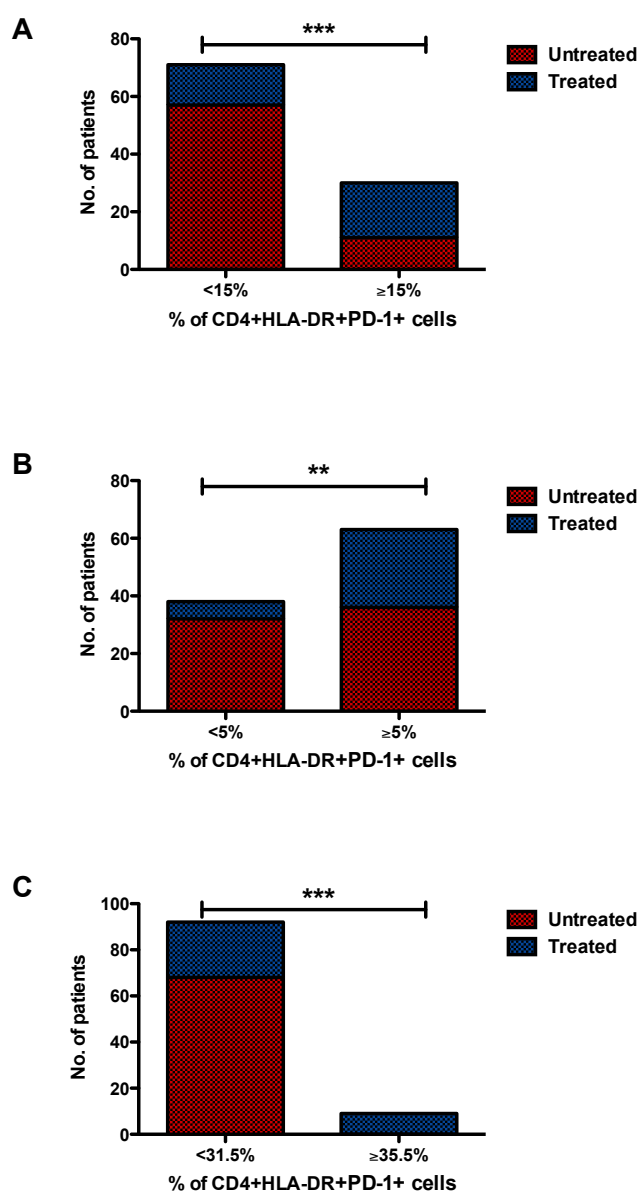 A
***
80
60
40
20
0
No. of patients
<15%
≥15%
% of CD4+HLA-DR+PD-1+ cells
Untreated
Treated
B
**
80
60
40
20
0
No. of patients
<5%
≥5%
% of CD4+HLA-DR+PD-1+ cells
Untreated
Treated
C
***
100
80
60
40
20
0
No. of patients
<31.5%
≥35.5%
% of CD4+HLA-DR+PD-1+ cells
Untreated
Treated